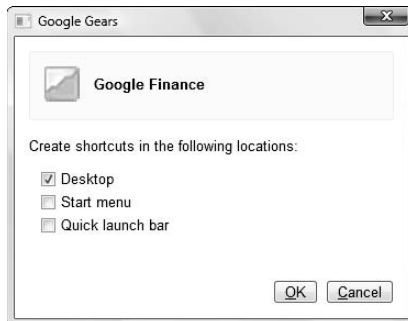 Google Gears
Google Finance
Create shortcuts in the following locations:
Desktop
Start menu
Quick launch bar
OK Cancel